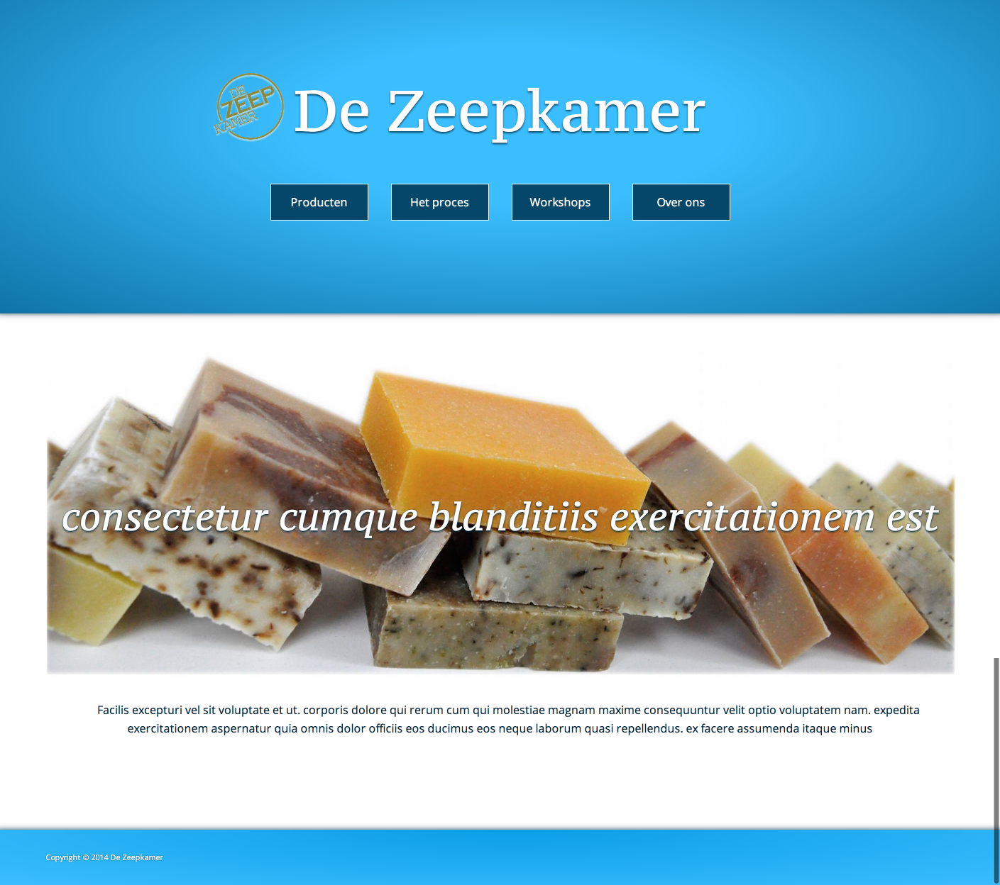 DE
ZEEP
KAMER
De Zeepkamer
Producten
Het proces
Workshops
Over ons
consectetur cumque blanditiis exercitationem est
Facilis excepturi vel sit voluptate et ut. corporis dolore qui rerum cum qui molestiae magnam maxime consequuntur velit optio voluptatem nam. expedita
exercitationem aspernatur quia omnis dolor officiis eos ducimus eos neque laborum quasi repellendus. ex facere assumenda itaque minus
Copyright © 2014 De Zeepkamer